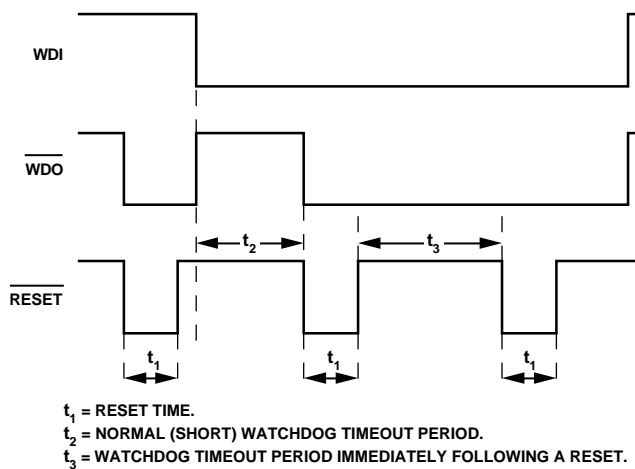 WDI
WDO
t2
t3
RESET
t1
t1
t1
t1 = RESET TIME.
t2 = NORMAL (SHORT) WATCHDOG TIMEOUT PERIOD.
t3 = WATCHDOG TIMEOUT PERIOD IMMEDIATELY FOLLOWING A RESET.